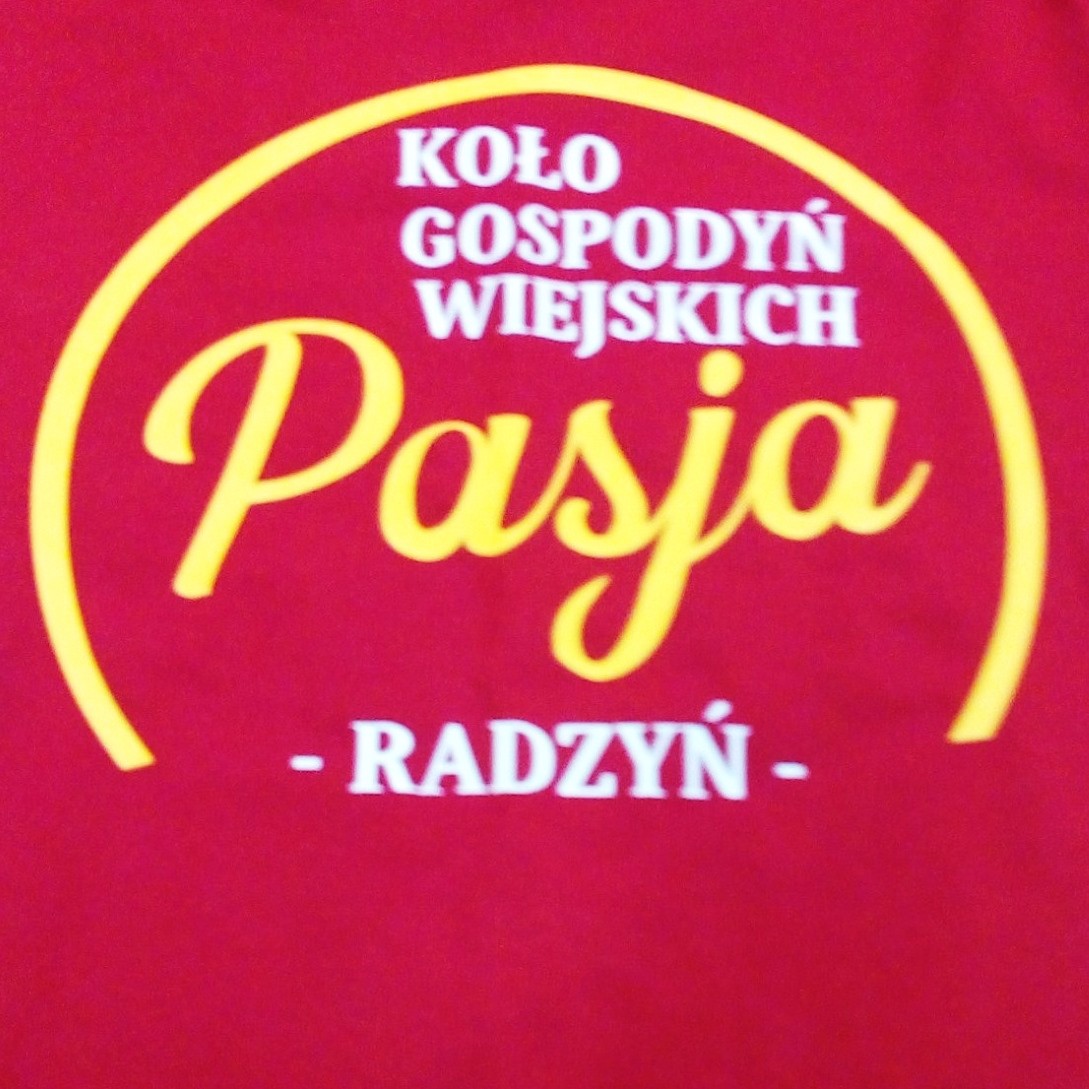 KOŁO
GOSPODYŃ
WIEJSKICH
Pasja
- RADZYŃ -